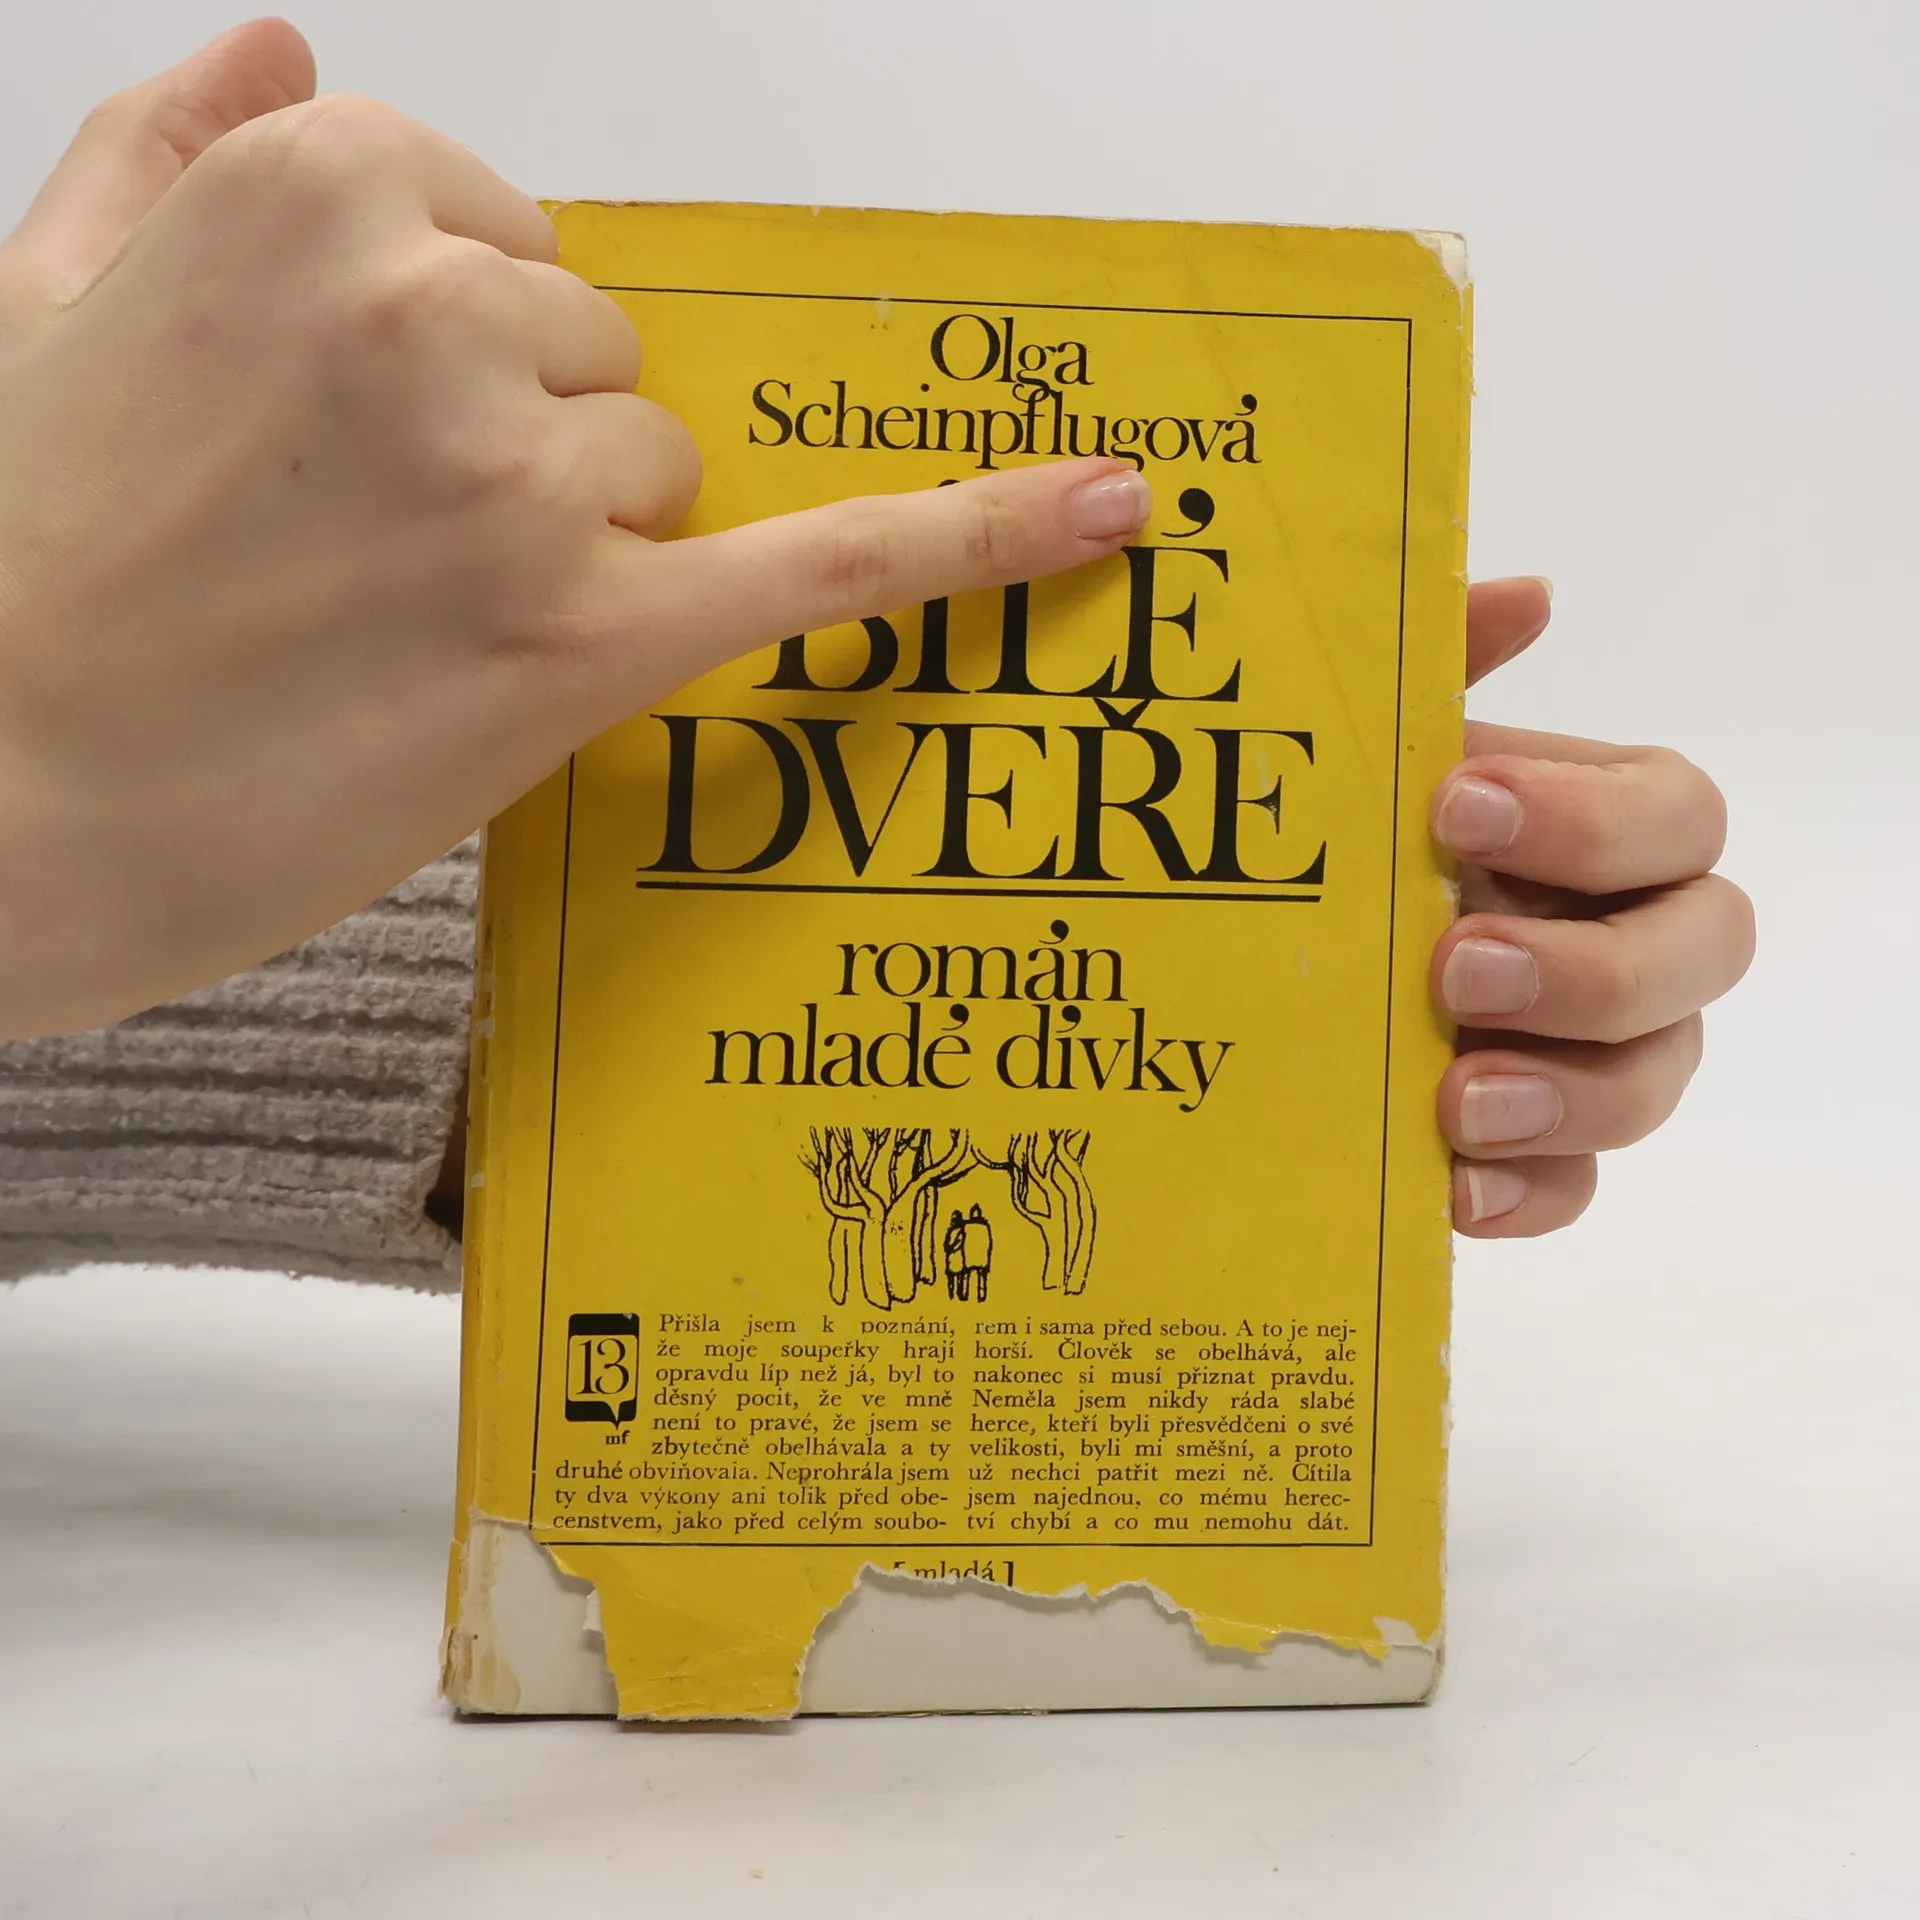 Olga
Scheinpflugová
BÍLÉ
DVEŘE
román
mladé dívky
13
mf
Přišla jsem k poznání,
že moje soupeřky hrají
opravdu líp než já, byl to
děsný pocit, že ve mně
není to pravé, že jsem se
zbytečně obelhávala a ty
druhé obviňovala. Neprohrála jsem
ty dva výkony ani tolik před obe-
censtvem, jako před celým soubo-
rem i sama před sebou. A to je nej-
horší. Člověk se obelhává, ale
nakonec si musí přiznat pravdu.
Neměla jsem nikdy ráda slabé
herce, kteří byli přesvědčeni o své
velikosti, byli mi směšní, a proto
už nechci patřit mezi ně. Cítila
jsem najednou, co mému herec-
tví chybí a co mu nemohu dát.
[mladá]